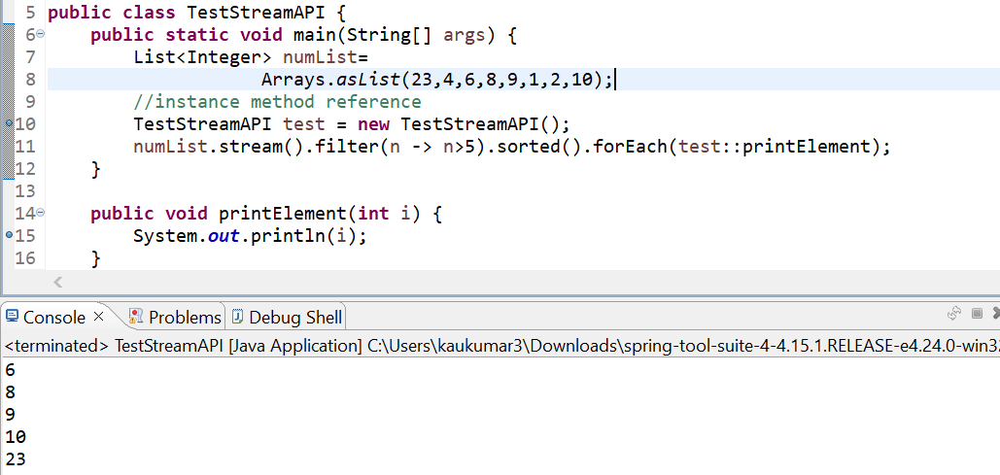 5 public class TestStreamAPI {
6 public static void main(String[] args) {
7 List<Integer> numList=
8 Arrays.asList(23,4,6,8,9,1,2,10);
9 //instance method reference
10 TestStreamAPI test = new TestStreamAPI();
11 numList.stream().filter(n -> n>5).sorted().forEach(test::printElement);
12 }
13
14 public void printElement(int i) {
15 System.out.println(i);
16 }
Console Problems Debug Shell
<terminated> TestStreamAPI [Java Application] C:\Users\kaukumar3\Downloads\spring-tool-suite-4-4.15.1.RELEASE-e4.24.0-win32
6
8
9
10
23